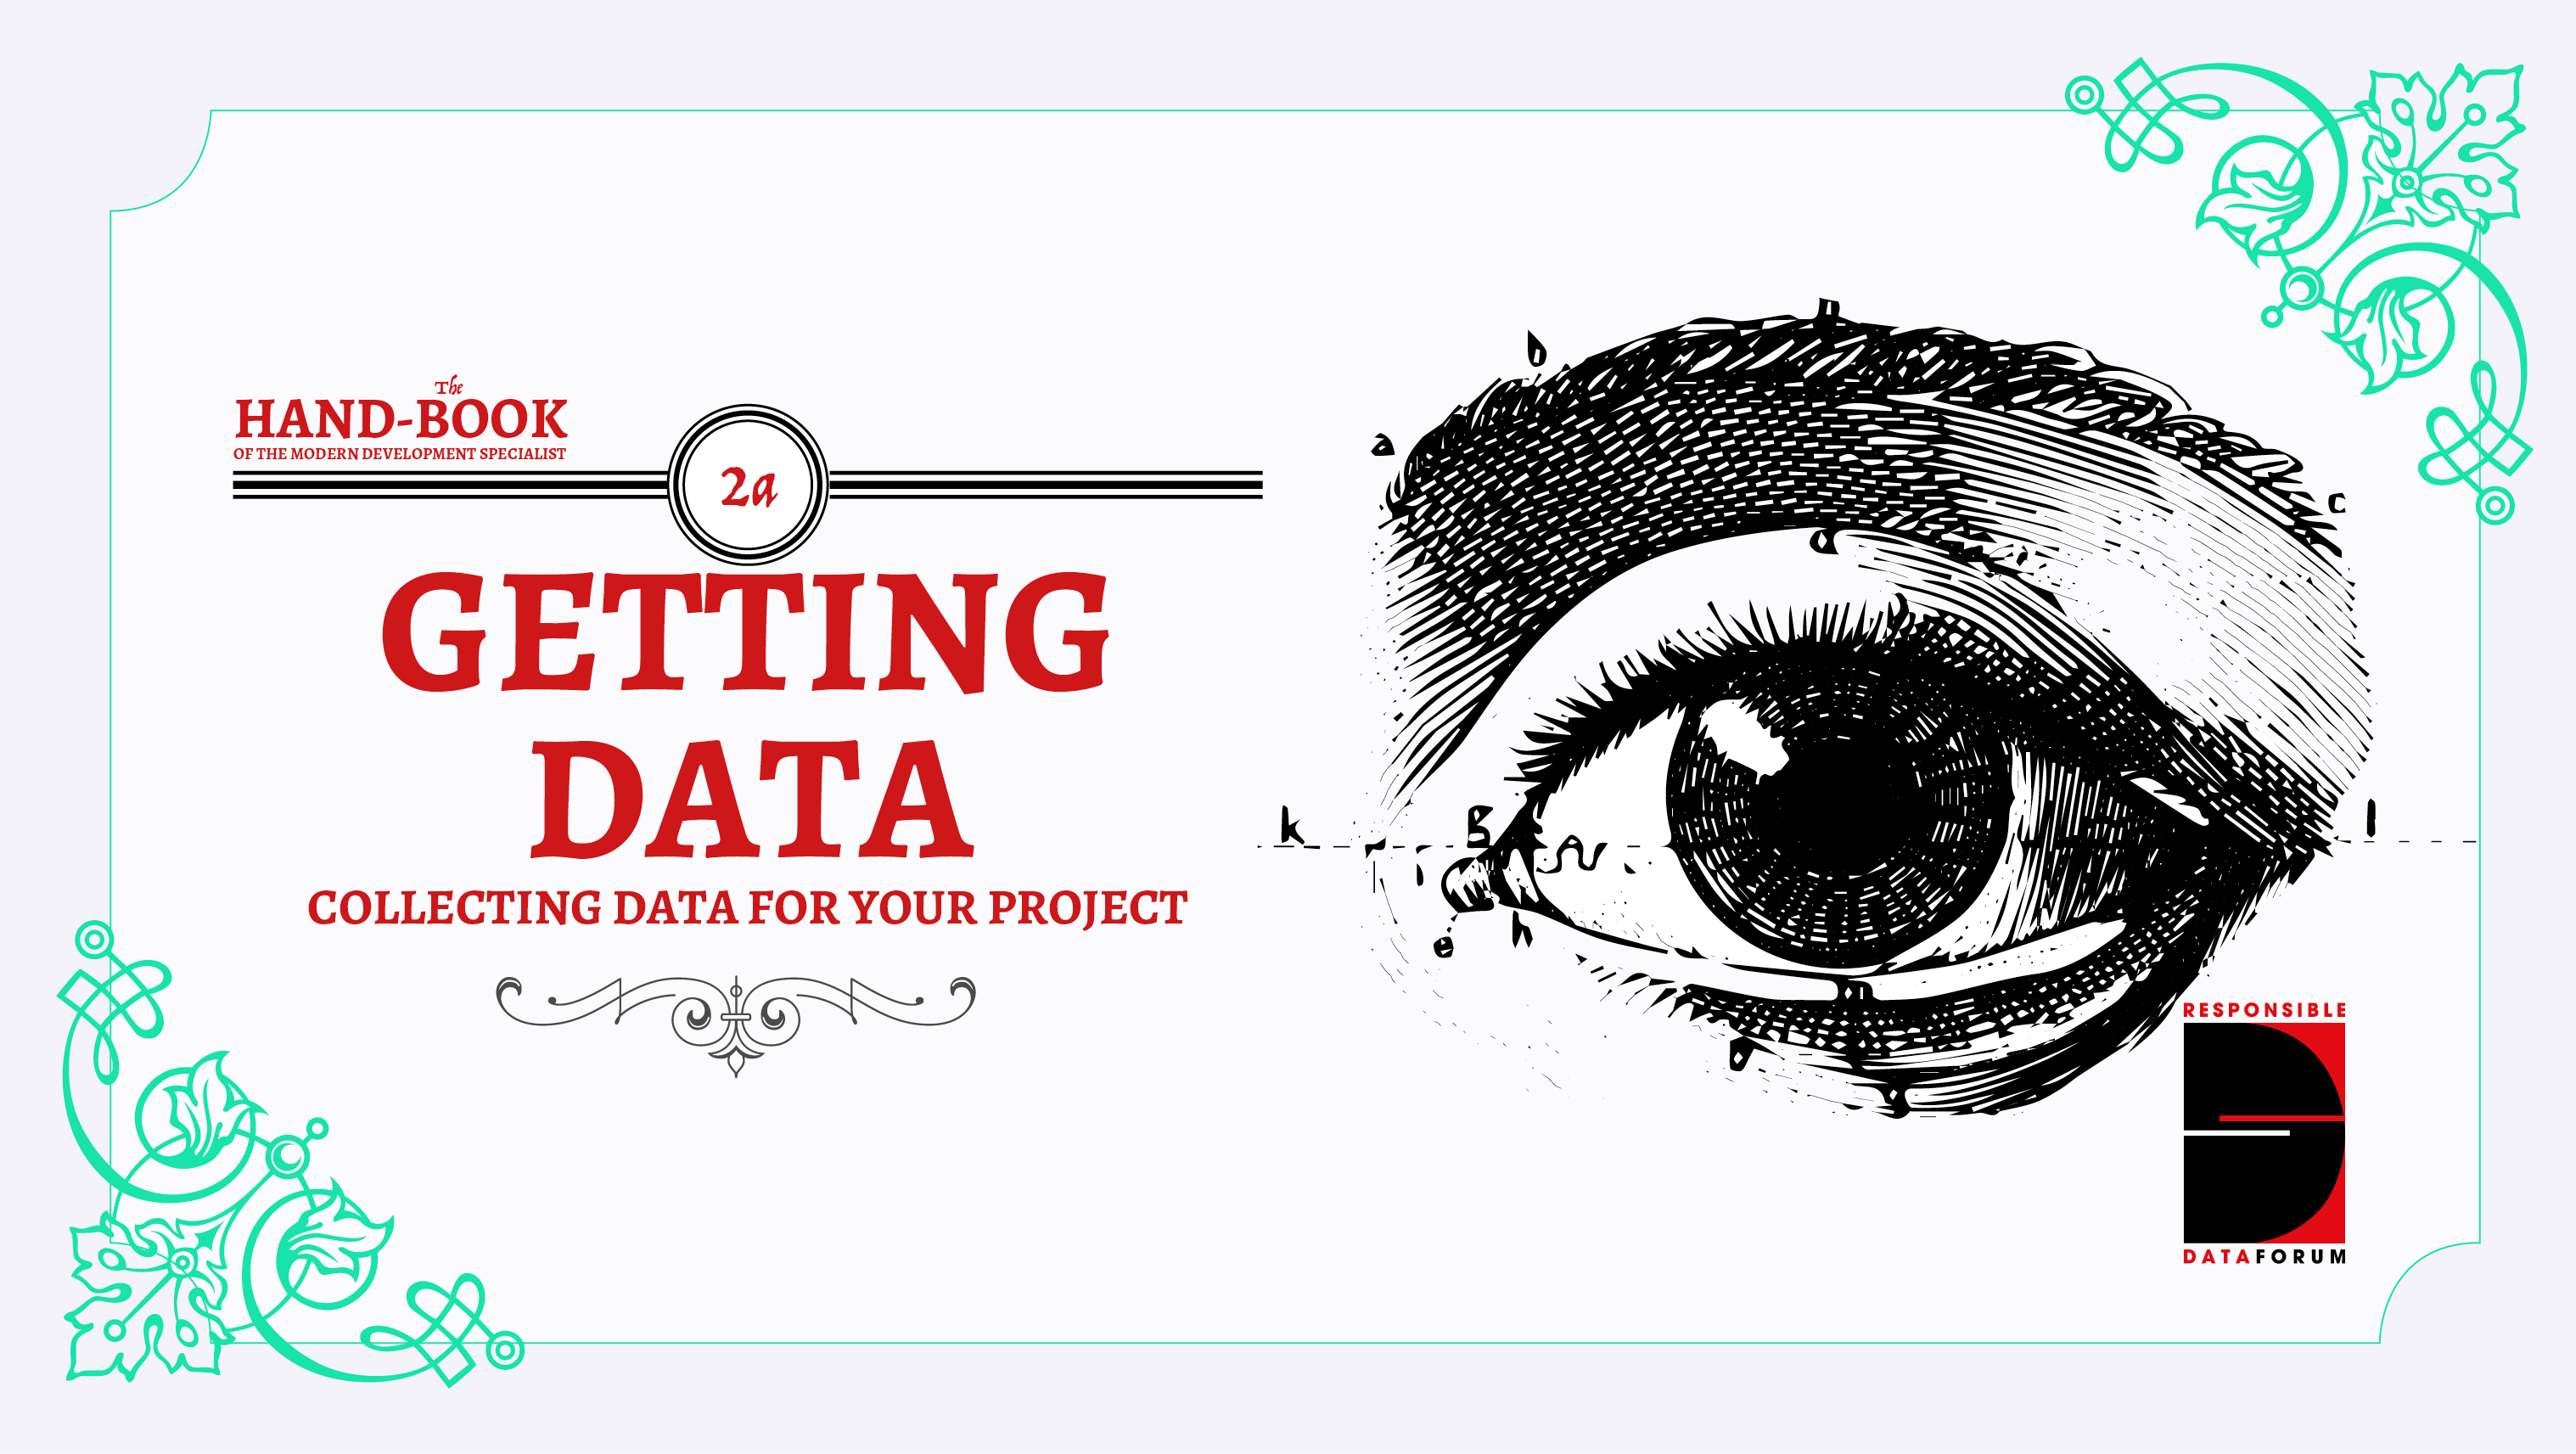 The
HAND-BOOK
OF THE MODERN DEVELOPMENT SPECIALIST
2a
GETTING
DATA
COLLECTING DATA FOR YOUR PROJECT
b
a
c
k
B
l
e
h
RESPONSIBLE
DATAFORUM